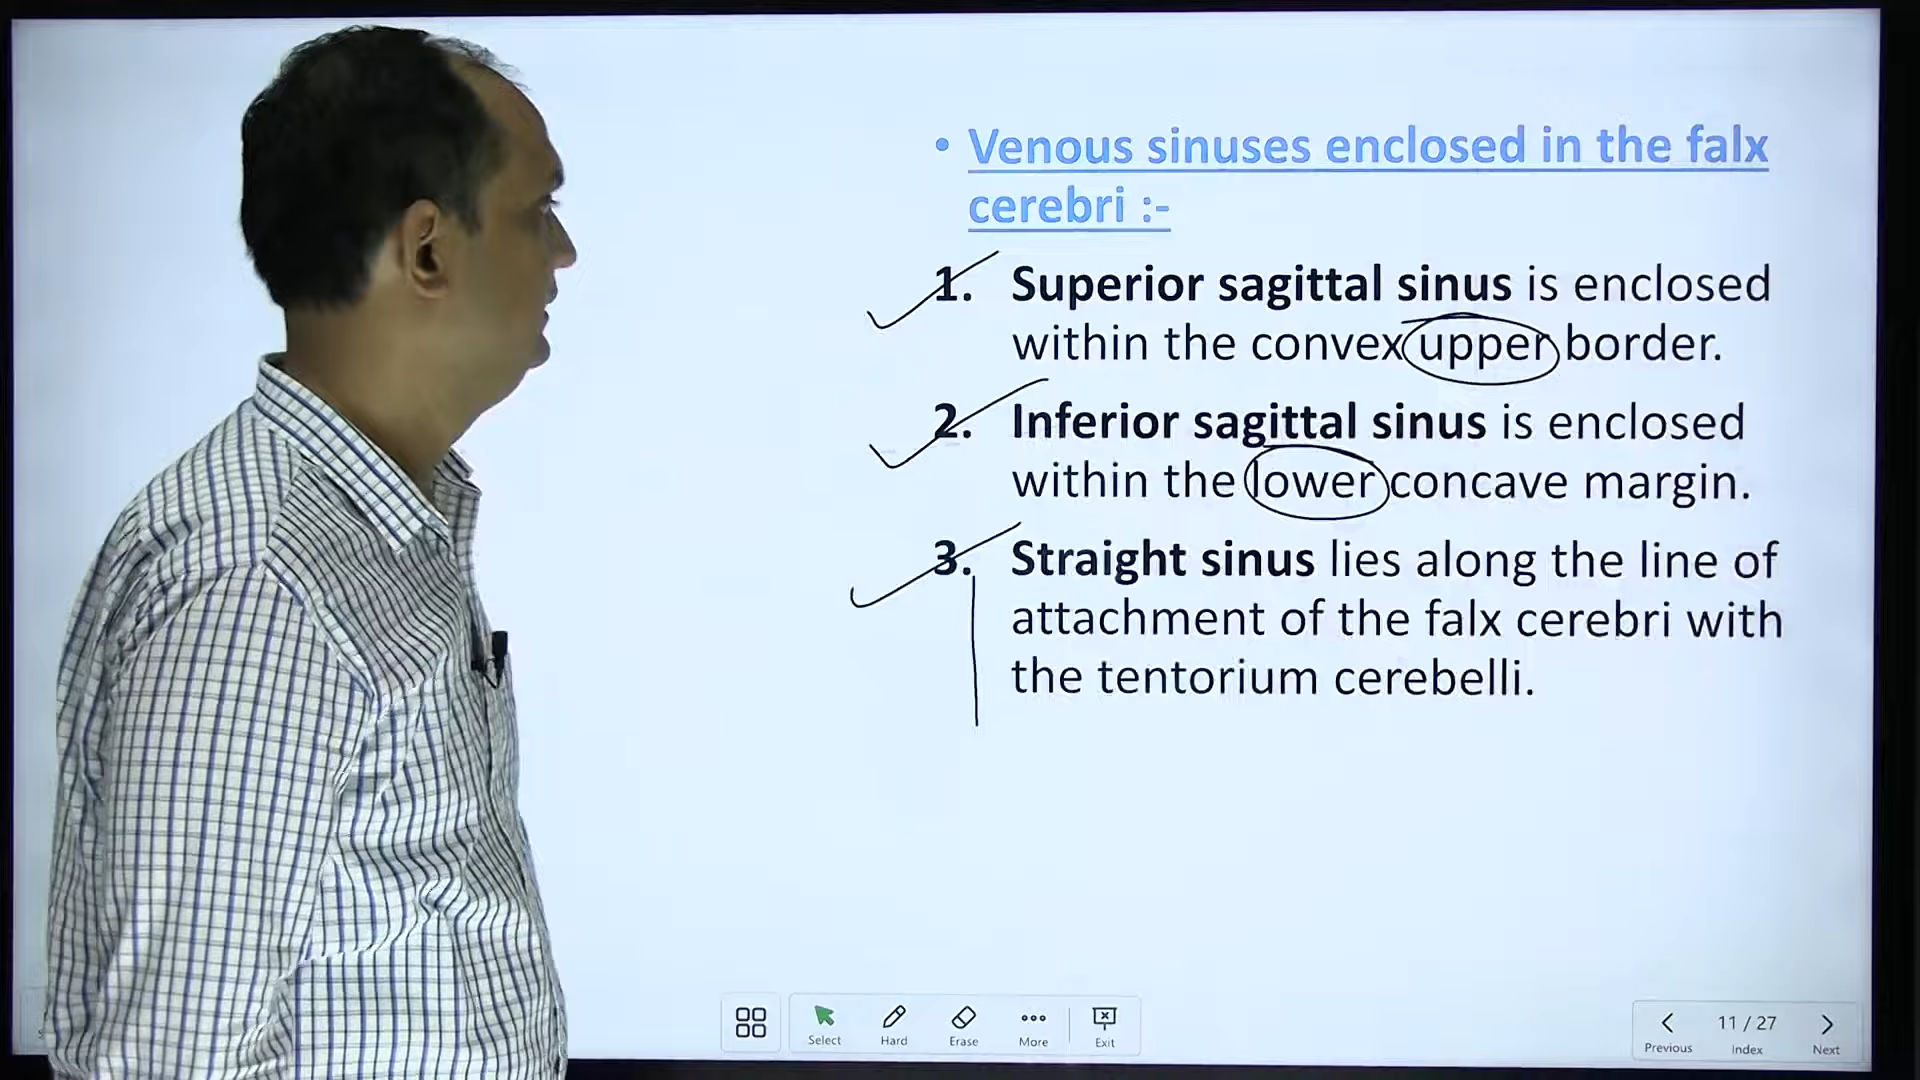 • Venous sinuses enclosed in the falx
cerebri :-
1. Superior sagittal sinus is enclosed
within the convex upper border.
2. Inferior sagittal sinus is enclosed
within the lower concave margin.
3. Straight sinus lies along the line of
attachment of the falx cerebri with
the tentorium cerebelli.
Select Hard Erase More Exit
11 / 27
Previous Index Next